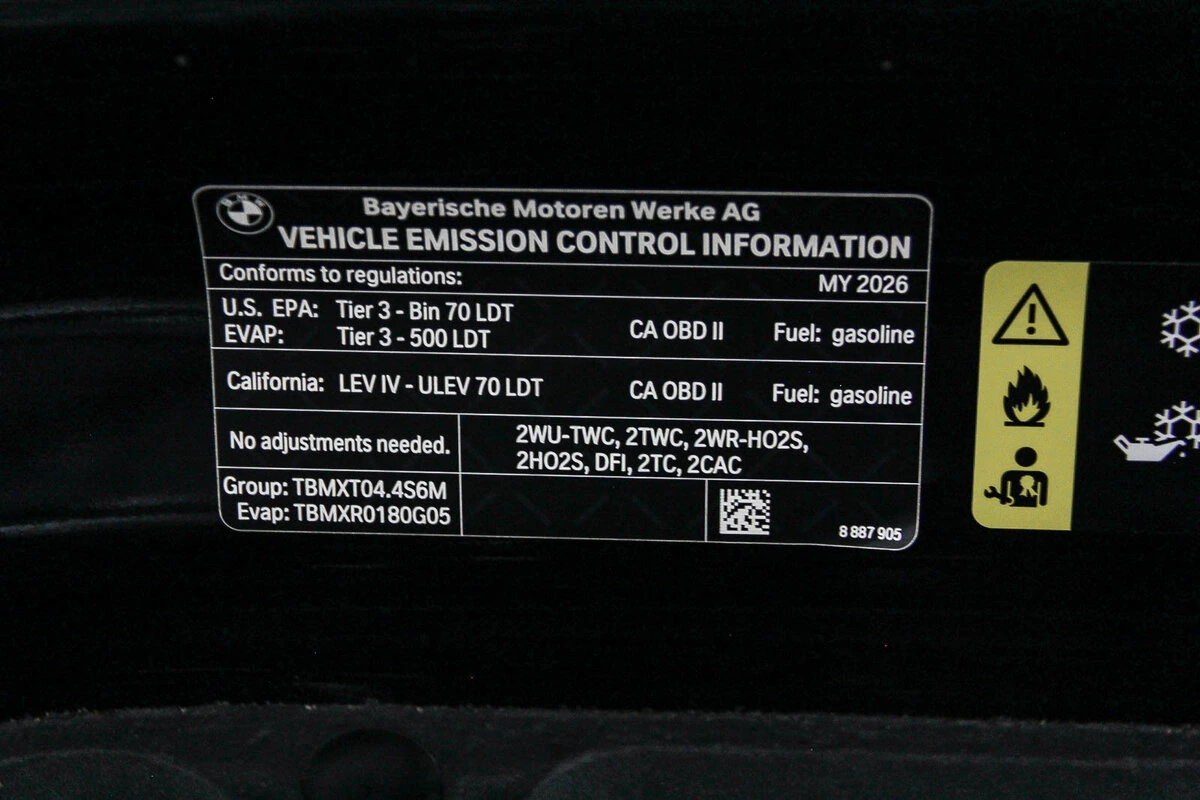 BMW
Bayerische Motoren Werke AG
VEHICLE EMISSION CONTROL INFORMATION
Conforms to regulations: MY 2026
U.S. EPA: Tier 3 - Bin 70 LDT
EVAP: Tier 3 - 500 LDT
CA OBD II Fuel: gasoline
California: LEV IV - ULEV 70 LDT CA OBD II Fuel: gasoline
No adjustments needed.
2WU-TWC, 2TWC, 2WR-HO2S,
2HO2S, DFI, 2TC, 2CAC
Group: TBMXT04.4S6M
Evap: TBMXR0180G05
8 887 905